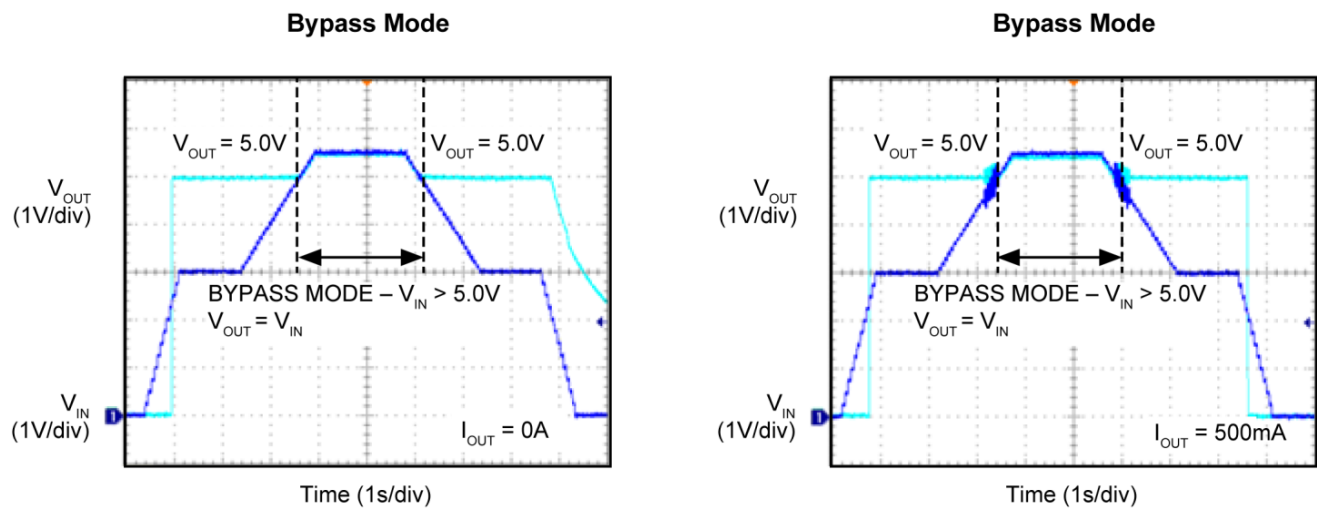 Bypass Mode
V_OUT = 5.0V
V_OUT = 5.0V
V_OUT
(1V/div)
BYPASS MODE – V_IN > 5.0V
V_OUT = V_IN
V_IN
(1V/div)
1
I_OUT = 0A
Time (1s/div)
Bypass Mode
V_OUT = 5.0V
V_OUT = 5.0V
V_OUT
(1V/div)
BYPASS MODE – V_IN > 5.0V
V_OUT = V_IN
V_IN
(1V/div)
1
I_OUT = 500mA
Time (1s/div)